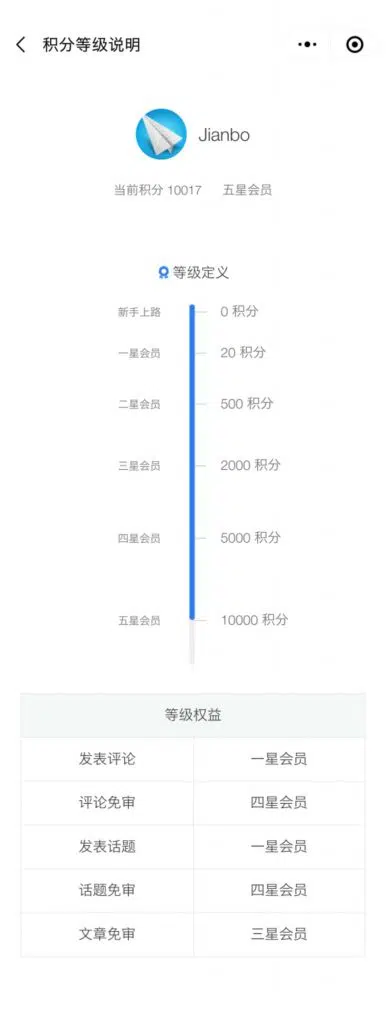 积分等级说明
Jianbo
当前积分 10017 五星会员
等级定义
新手上路 0 积分
一星会员 20 积分
二星会员 500 积分
三星会员 2000 积分
四星会员 5000 积分
五星会员 10000 积分
等级权益
发表评论 一星会员
评论免审 四星会员
发表话题 一星会员
话题免审 四星会员
文章免审 三星会员